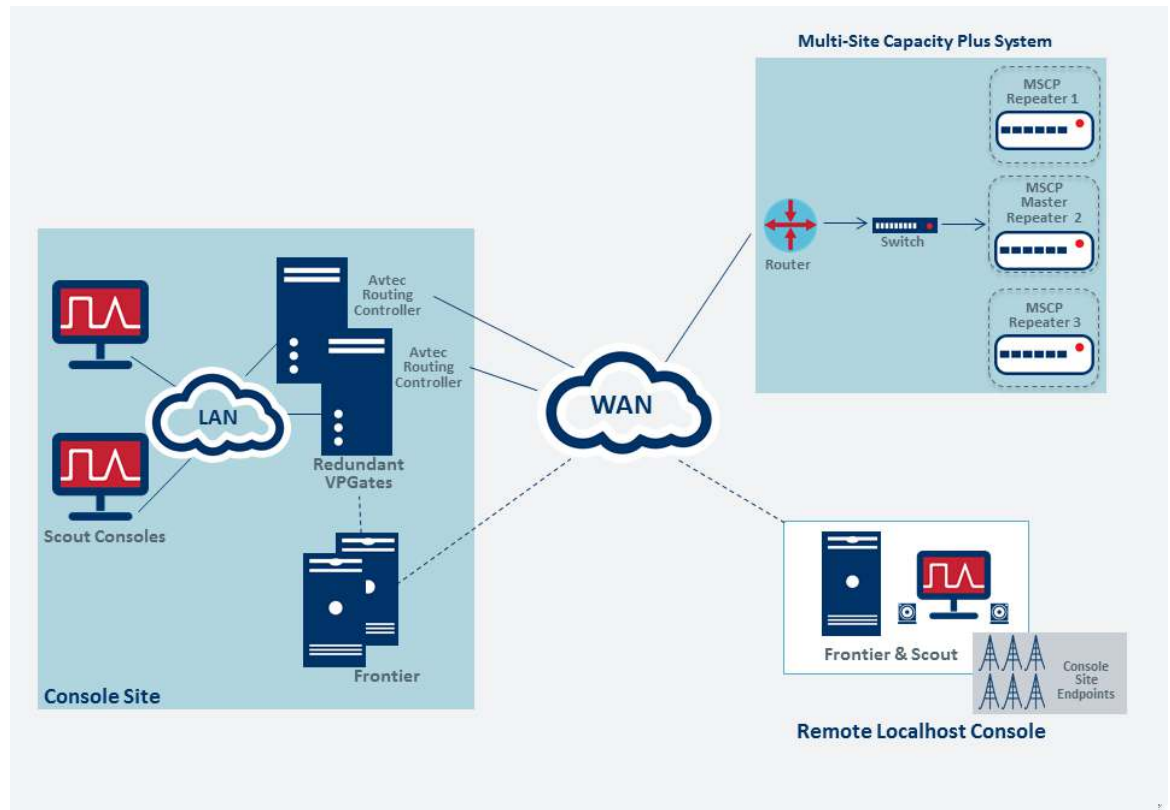 Multi-Site Capacity Plus System
MSCP
Repeater 1
MSCP
Master
Repeater 2
Switch
Router
MSCP
Repeater 3
Avtec
Routing
Controller
Avtec
Routing
Controller
LAN
WAN
Redundant
VPGates
Scout Consoles
Frontier
Console Site
Frontier & Scout
Console
Site
Endpoints
Remote Localhost Console